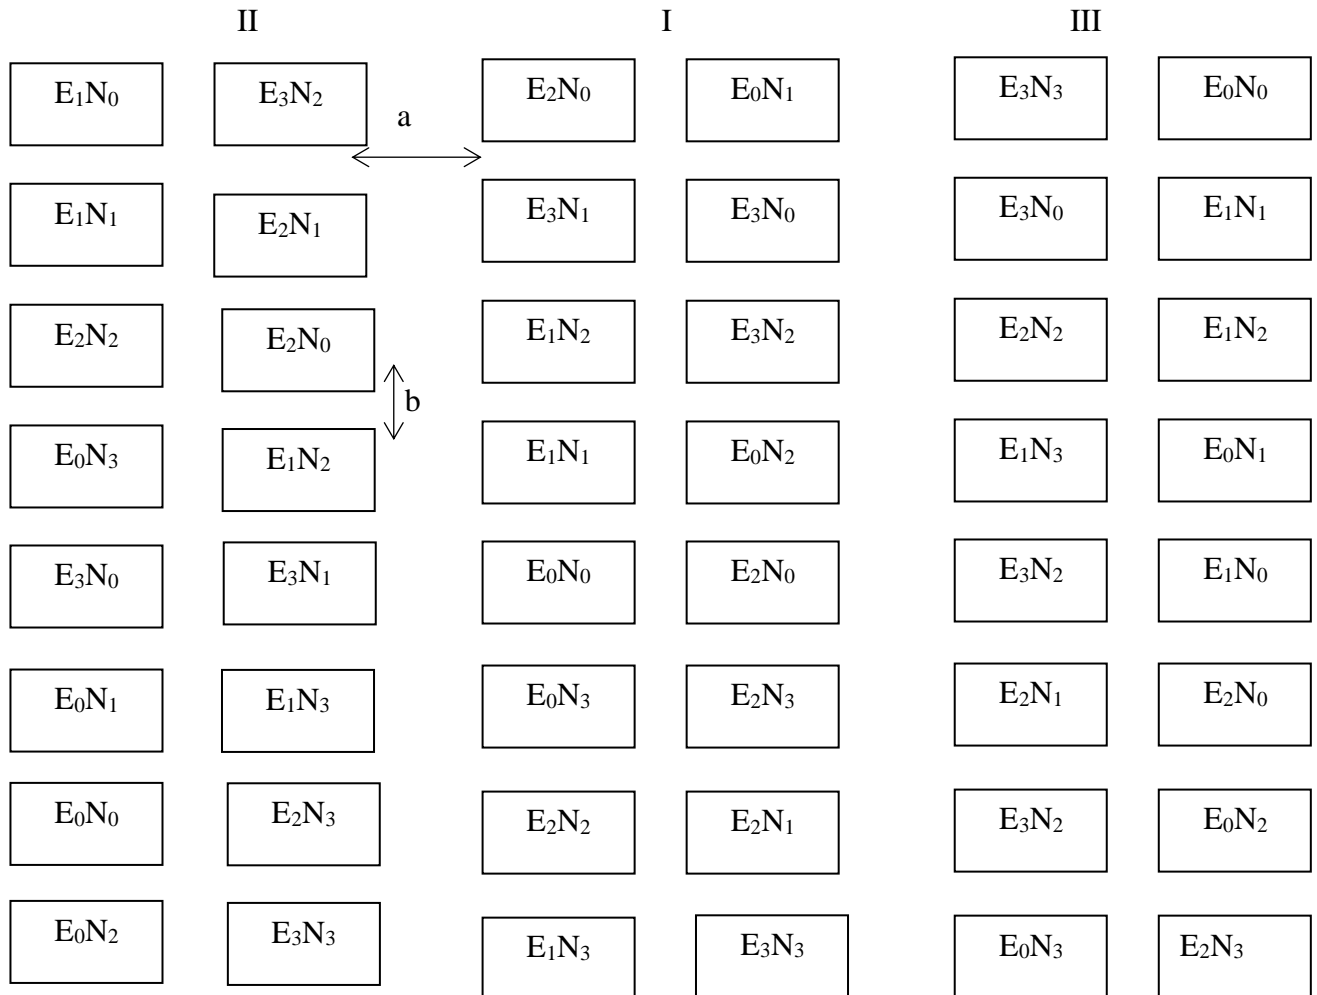 II I III
E₁N₀ E₃N₂ E₂N₀ E₀N₁ E₃N₃ E₀N₀
a
E₁N₁ E₂N₁ E₃N₁ E₃N₀ E₃N₀ E₁N₁
E₂N₂ E₂N₀ E₁N₂ E₃N₂ E₂N₂ E₁N₂
b
E₀N₃ E₁N₂ E₁N₁ E₀N₂ E₁N₃ E₀N₁
E₃N₀ E₃N₁ E₀N₀ E₂N₀ E₃N₂ E₁N₀
E₀N₁ E₁N₃ E₀N₃ E₂N₃ E₂N₁ E₂N₀
E₀N₀ E₂N₃ E₂N₂ E₂N₁ E₃N₂ E₀N₂
E₀N₂ E₃N₃ E₁N₃ E₃N₃ E₀N₃ E₂N₃